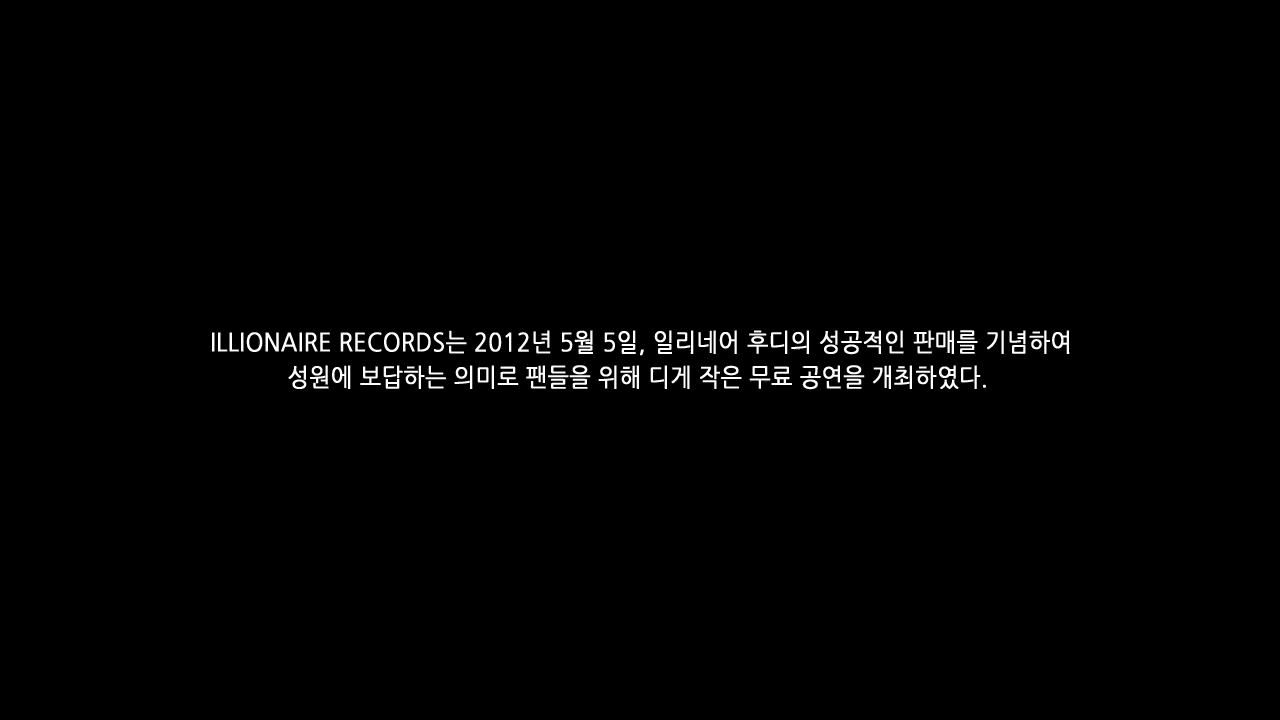 ILLIONAIRE RECORDS는 2012년 5월 5일, 일리네어 후디의 성공적인 판매를 기념하여
성원에 보답하는 의미로 팬들을 위해 디게 작은 무료 공연을 개최하였다.